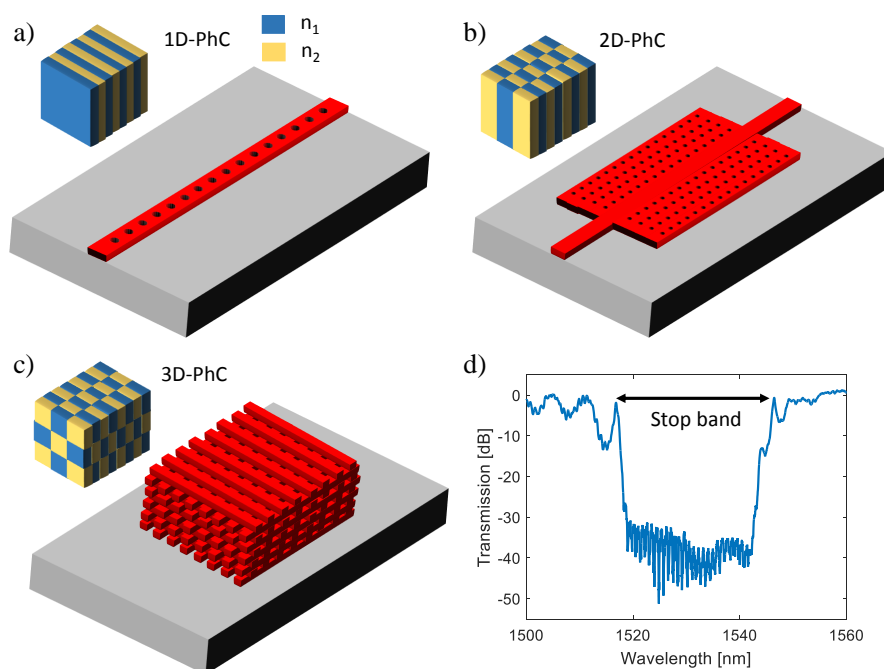 a)
1D-PhC
n1
n2
b)
2D-PhC
c)
3D-PhC
d)
0
-10
-20
-30
-40
-50
Transmission [dB]
Stop band
1500
1520
1540
1560
Wavelength [nm]